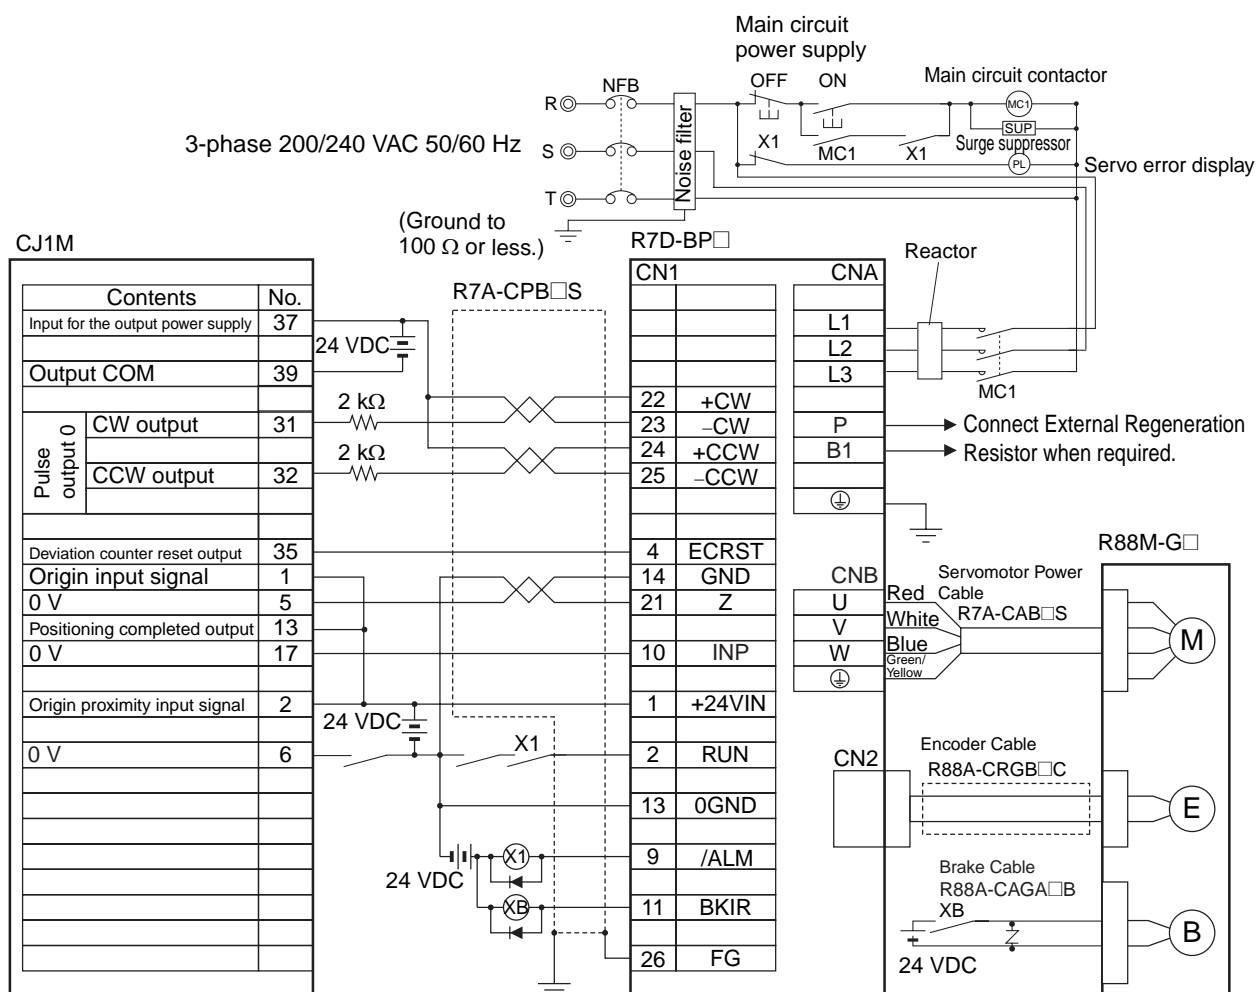 Main circuit
power supply
OFF ON
Main circuit contactor
NFB
R
MC1
3-phase 200/240 VAC 50/60 Hz
S
T
Noise filter
X1
MC1
X1
SUP
Surge suppressor
PL
Servo error display
(Ground to
100 Ω or less.)
CJ1M
R7D-BP□
R7A-CPB□S
Reactor
CN1
CNA
Contents No.
Input for the output power supply 37
24 VDC
Output COM 39
L1
L2
L3
MC1
Pulse
output 0
CW output 31
2 kΩ
22 +CW
23 −CW
CCW output 32
2 kΩ
24 +CCW
25 −CCW
P
B1
Connect External Regeneration
Resistor when required.
Deviation counter reset output 35
4 ECRST
Origin input signal 1
14 GND
0 V 5
21 Z
Positioning completed output 13
0 V 17
10 INP
Origin proximity input signal 2
24 VDC
1 +24VIN
0 V 6
X1
2 RUN
13 0GND
24 VDC
X1
9 /ALM
XB
11 BKIR
26 FG
CNB
U
V
W
Red
White
Blue
Green/
Yellow
Servomotor Power
Cable
R7A-CAB□S
R88M-G□
M
CN2
Encoder Cable
R88A-CRGB□C
E
Brake Cable
R88A-CAGA□B
XB
24 VDC
B